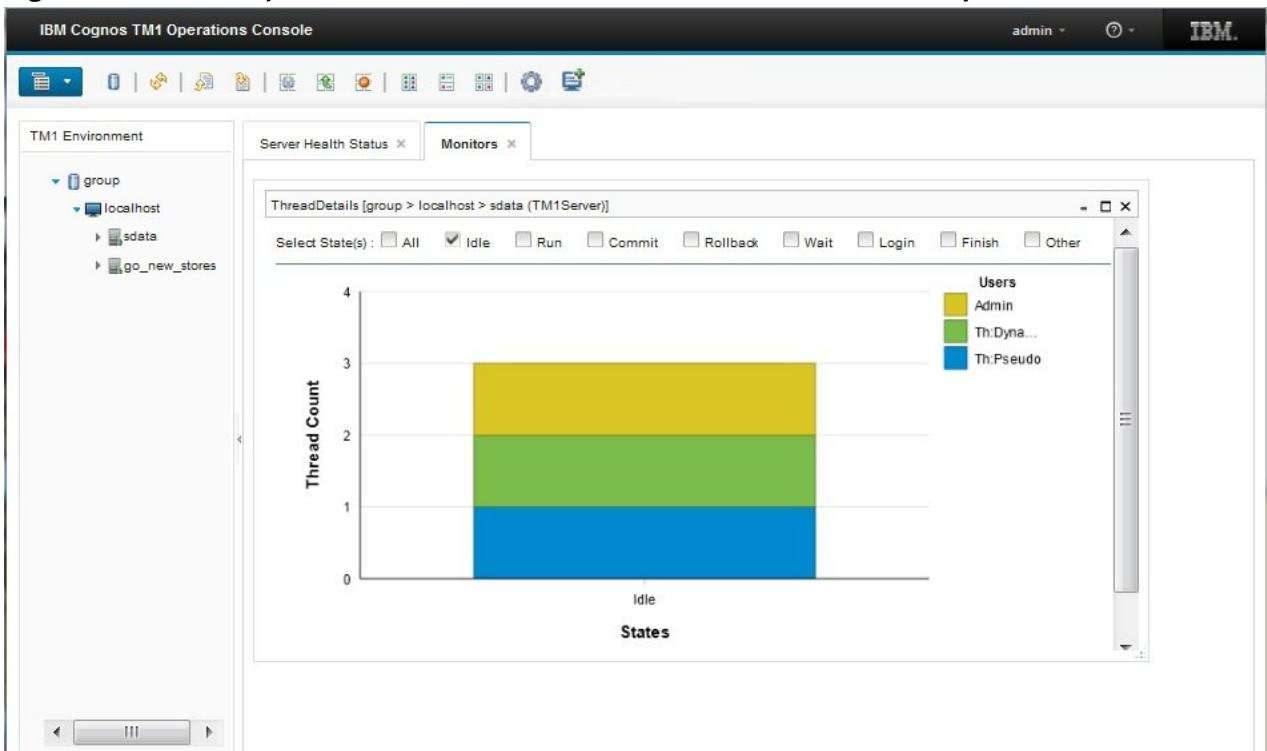 IBM Cognos TM1 Operations Console
admin
IBM.
TM1 Environment
group
localhost
sdata
go_new_stores
Server Health Status
Monitors
ThreadDetails [group > localhost > sdata (TM1Server)]
Select State(s) : All Idle Run Commit Rollback Wait Login Finish Other
Users
Admin
Th:Dyna...
Th:Pseudo
Thread Count
4
3
2
1
0
Idle
States